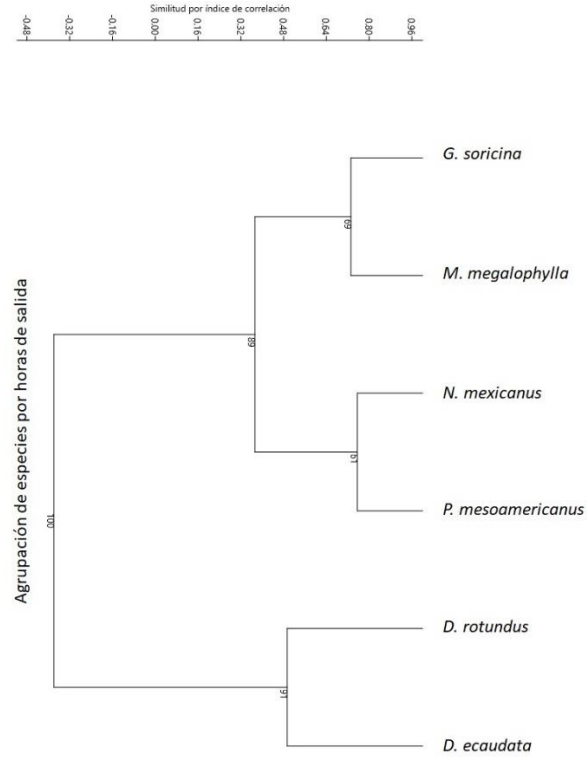 Similitud por índice de correlación
-0.48 -0.32 -0.16 0.00 0.16 0.32 0.48 0.64 0.80 0.96
G. soricina
69
M. megalophylla
89
N. mexicanus
51
P. mesoamericanus
100
D. rotundus
91
D. ecaudata
Agrupación de especies por horas de salida